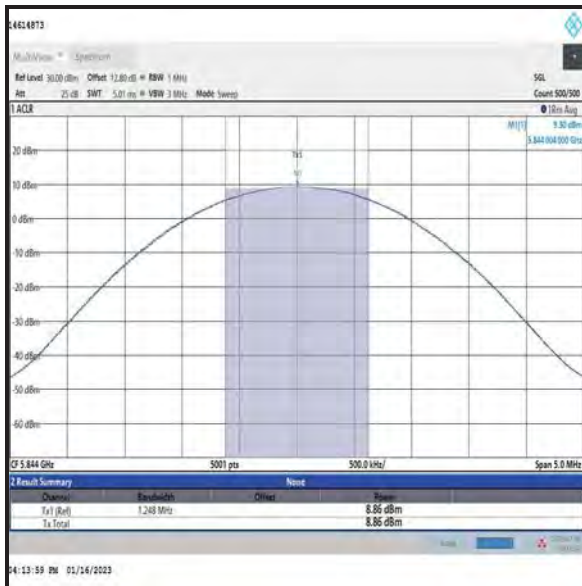 14614873
MultiView Spectrum
Ref Level 30.00 dBm Offset 12.80 dB RBW 1 MHz SGL
Att 25 dB SWT 5.01 ms VBW 3 MHz Mode Sweep Count 500/500
1 ACLR 1Rm Avg
M1[1] 9.30 dBm
5.844 004 000 GHz
20 dBm
Tx1
M1
10 dBm
0 dBm
-10 dBm
-20 dBm
-30 dBm
-40 dBm
-50 dBm
-60 dBm
CF 5.844 GHz 5001 pts 500.0 kHz/ Span 5.0 MHz
2 Result Summary None
Channel Bandwidth Offset Power
Tx1 (Ref) 1.248 MHz 8.86 dBm
Tx Total 8.86 dBm
04:13:59 PM 01/16/2023